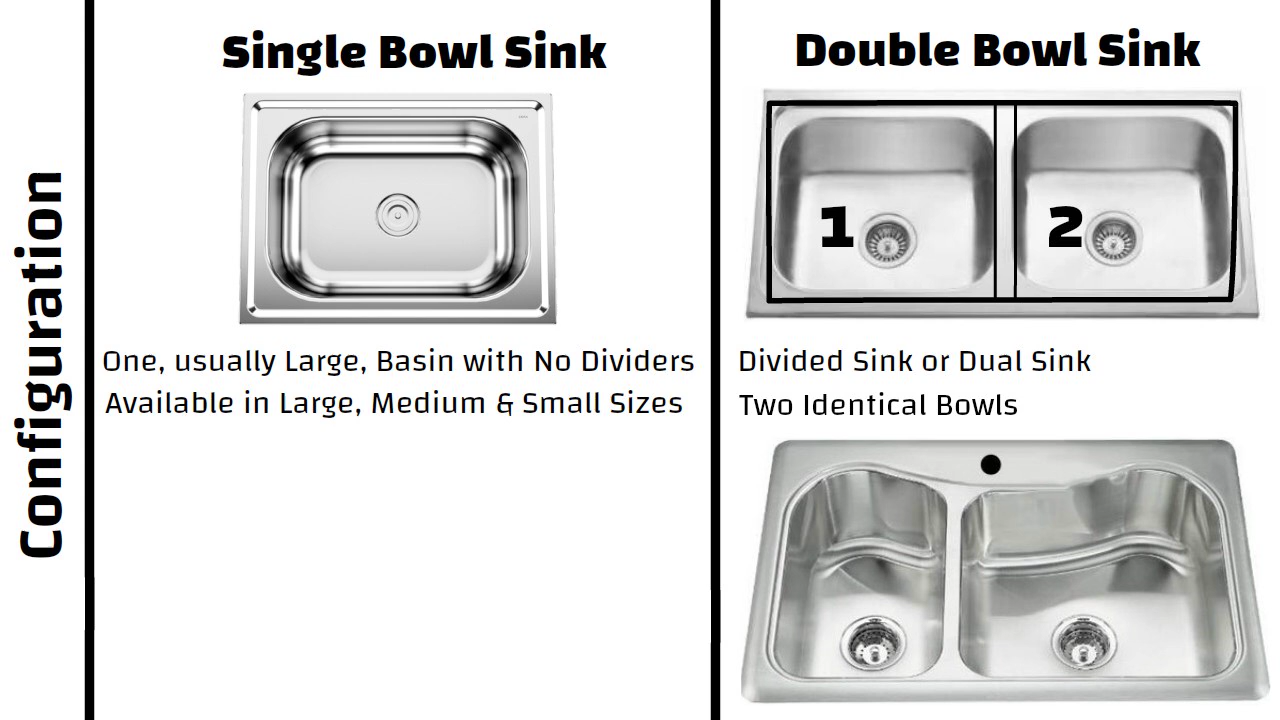 Configuration
Single Bowl Sink
One, usually Large, Basin with No Dividers
Available in Large, Medium & Small Sizes
Double Bowl Sink
1 2
Divided Sink or Dual Sink
Two Identical Bowls